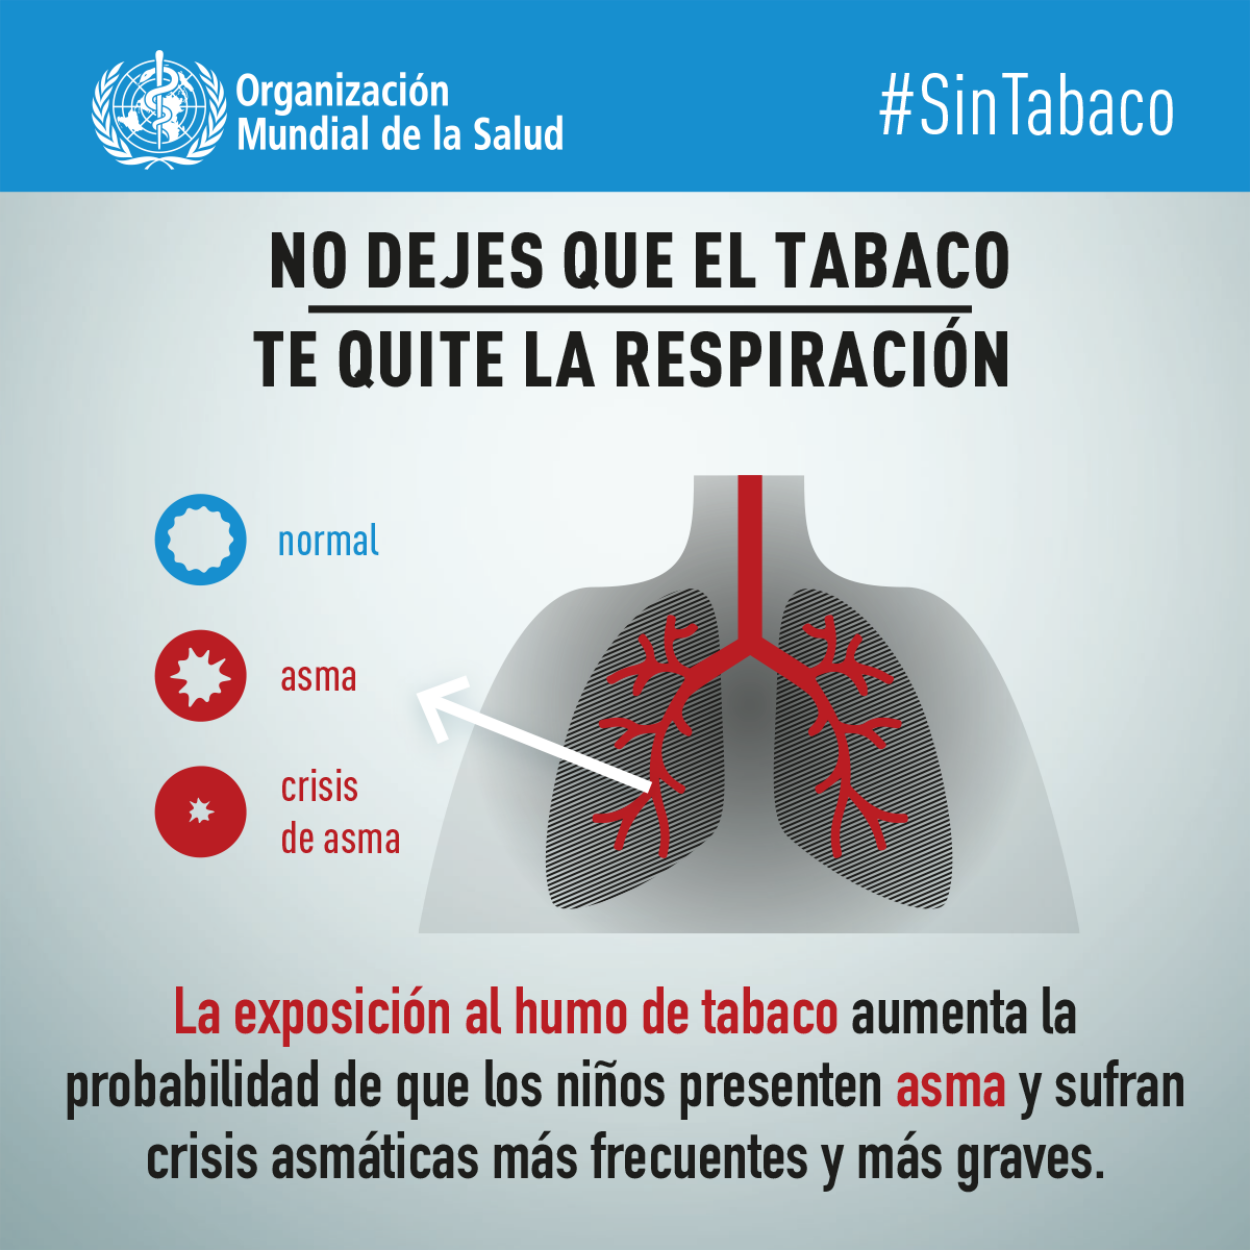 Organización
Mundial de la Salud
#SinTabaco
NO DEJES QUE EL TABACO
TE QUITE LA RESPIRACIÓN
normal
asma
crisis
de asma
La exposición al humo de tabaco aumenta la
probabilidad de que los niños presenten asma y sufran
crisis asmáticas más frecuentes y más graves.